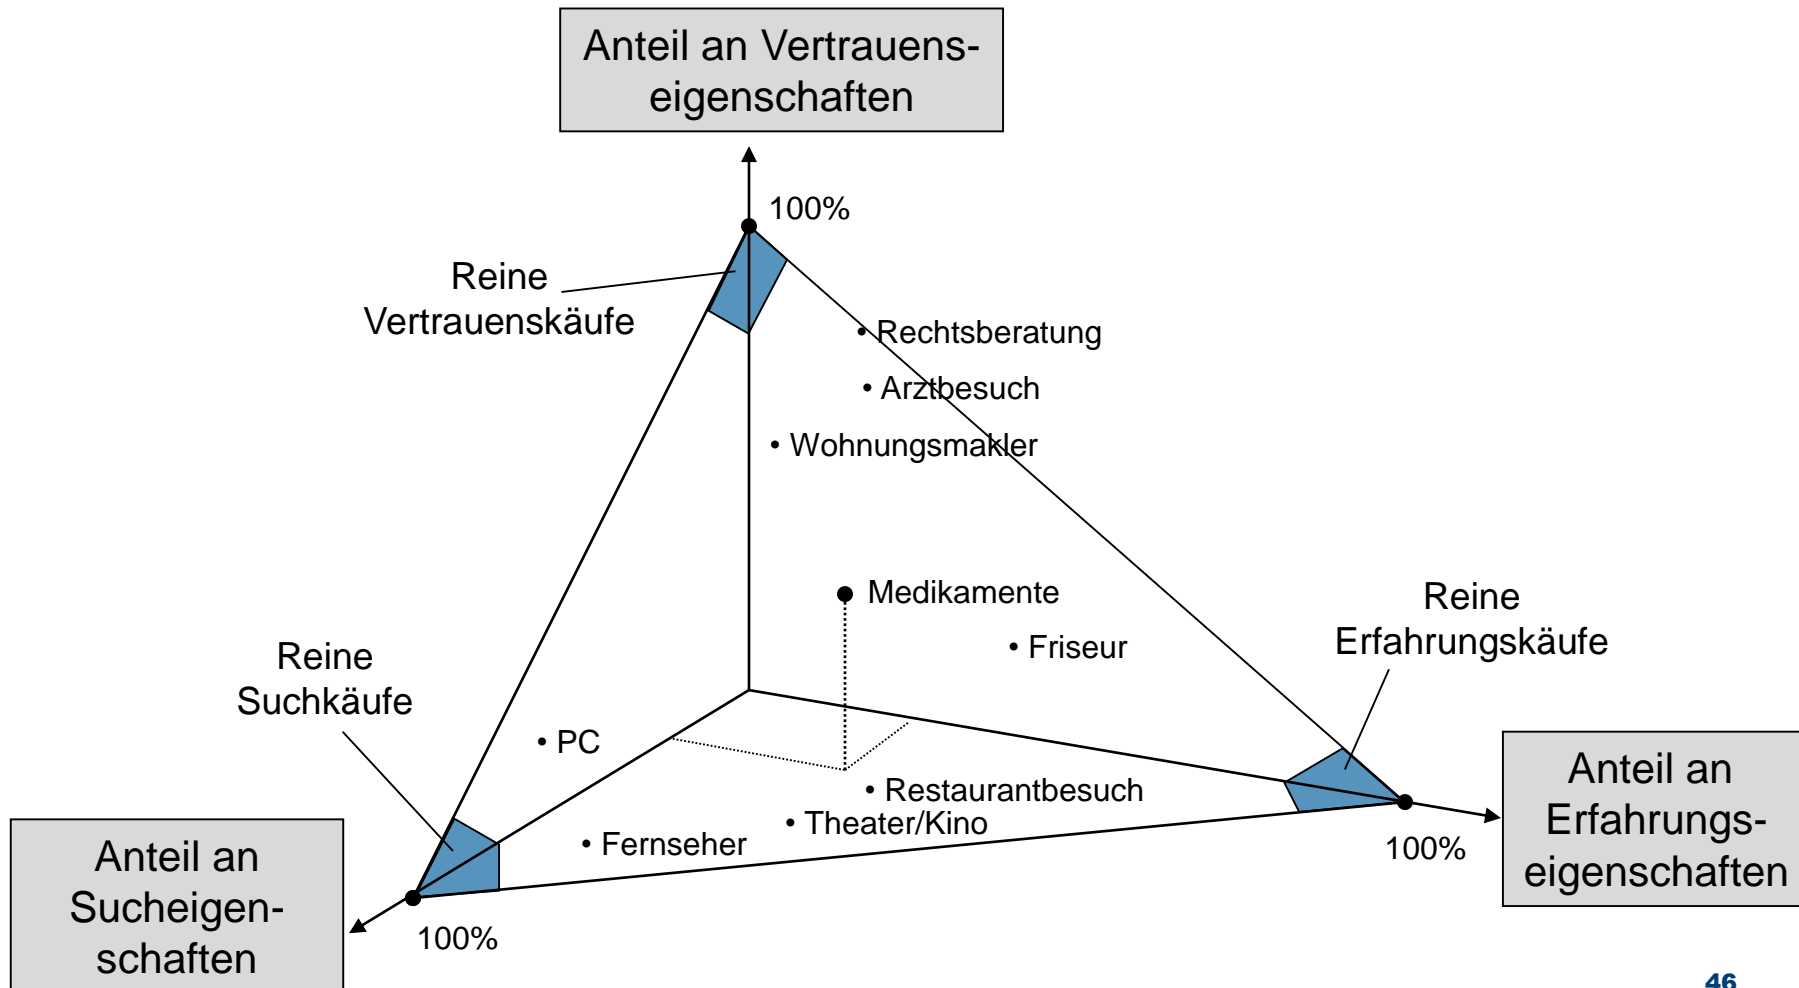 Anteil an Vertrauens-
eigenschaften
100%
Reine
Vertrauenskäufe
• Rechtsberatung
• Arztbesuch
• Wohnungsmakler
Medikamente
• Friseur
Reine
Erfahrungskäufe
Reine
Suchkäufe
• PC
• Restaurantbesuch
• Theater/Kino
• Fernseher
Anteil an
Erfahrungs-
eigenschaften
100%
Anteil an
Sucheigen-
schaften
100%
46